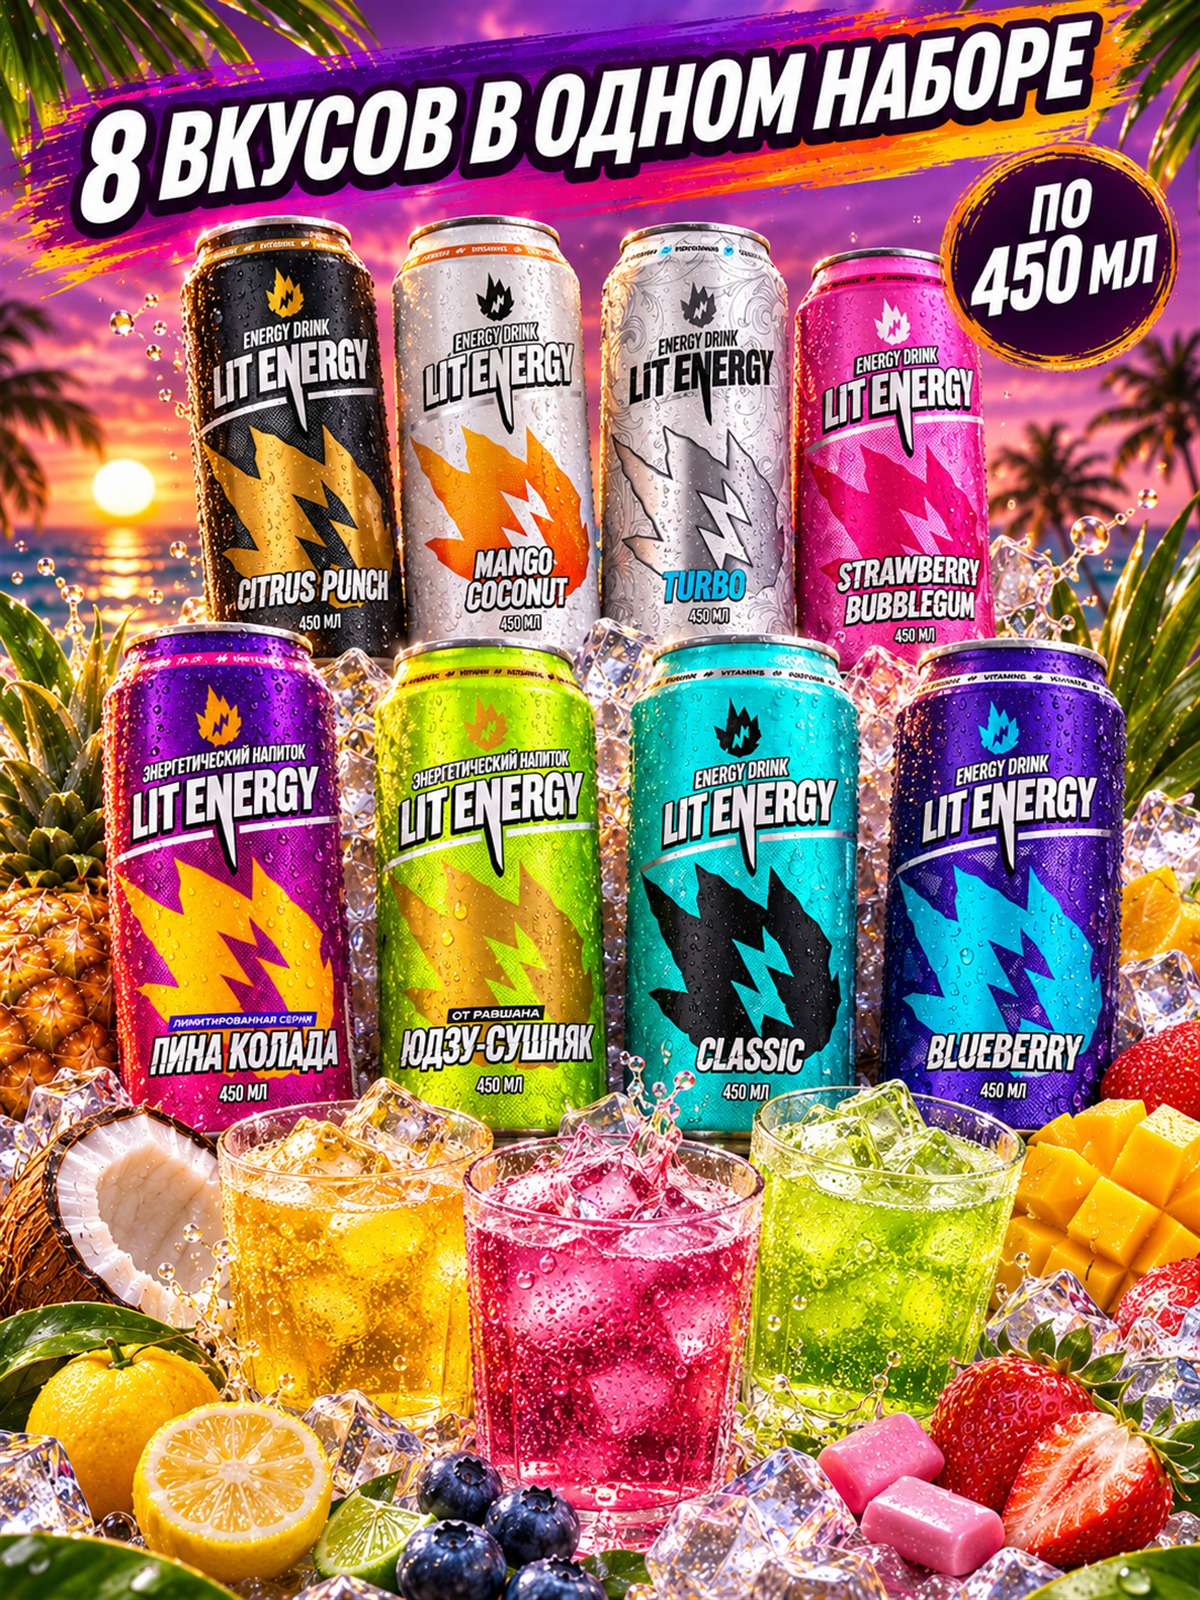 8 ВКУСОВ В ОДНОМ НАБОРЕ
ПО
450 МЛ
ENERGY DRINK
LIT ENERGY
CITRUS PUNCH
450 МЛ
ENERGY DRINK
LIT ENERGY
MANGO
COCONUT
450 МЛ
ENERGY DRINK
LIT ENERGY
TURBO
450 МЛ
ENERGY DRINK
LIT ENERGY
STRAWBERRY
BUBBLEGUM
450 МЛ
ЭНЕРГЕТИЧЕСКИЙ НАПИТОК
LIT ENERGY
ЛИМИТИРОВАННАЯ СЕРИЯ
ПИНА КОЛАДА
450 МЛ
ЭНЕРГЕТИЧЕСКИЙ НАПИТОК
LIT ENERGY
ОТ РАВШАНА
ЮДЗУ-СУШНЯК
450 МЛ
VITAMINS
ENERGY DRINK
LIT ENERGY
CLASSIC
450 МЛ
VITAMINS
ENERGY DRINK
LIT ENERGY
BLUEBERRY
450 МЛ